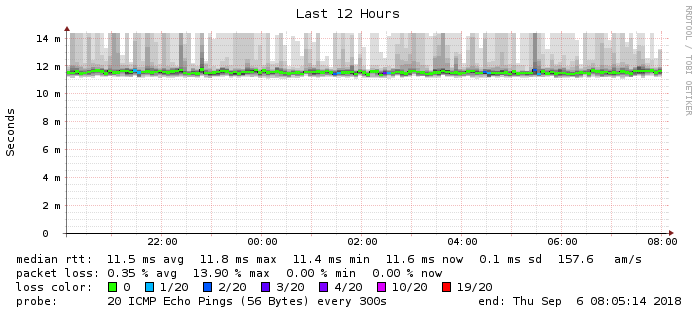 Last 12 Hours
RRDTOOL / TOBI OETIKER
Seconds
14 m
12 m
10 m
8 m
6 m
4 m
2 m
0
22:00 00:00 02:00 04:00 06:00 08:00
median rtt: 11.5 ms avg 11.8 ms max 11.4 ms min 11.6 ms now 0.1 ms sd 157.6 am/s
packet loss: 0.35 % avg 13.90 % max 0.00 % min 0.00 % now
loss color: 0 1/20 2/20 3/20 4/20 10/20 19/20
probe: 20 ICMP Echo Pings (56 Bytes) every 300s end: Thu Sep 6 08:05:14 2018